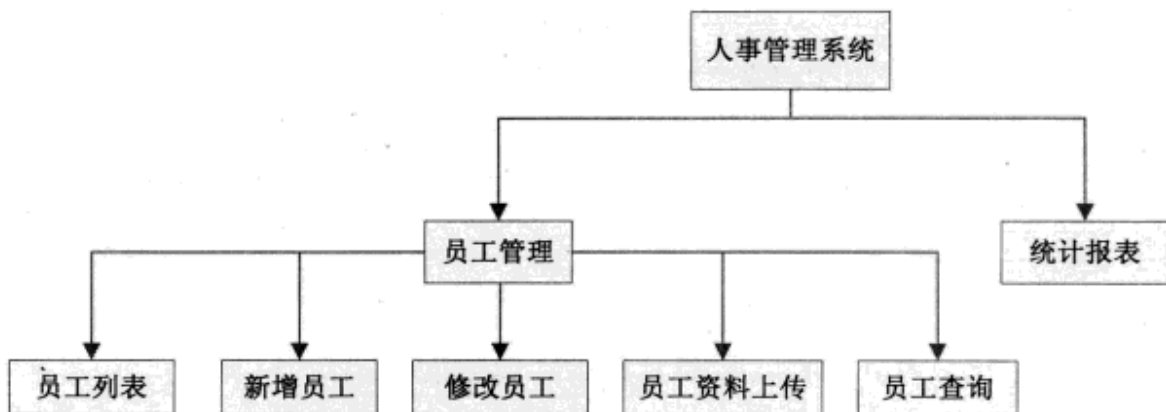 人事管理系统
员工管理
统计报表
员工列表
新增员工
修改员工
员工资料上传
员工查询